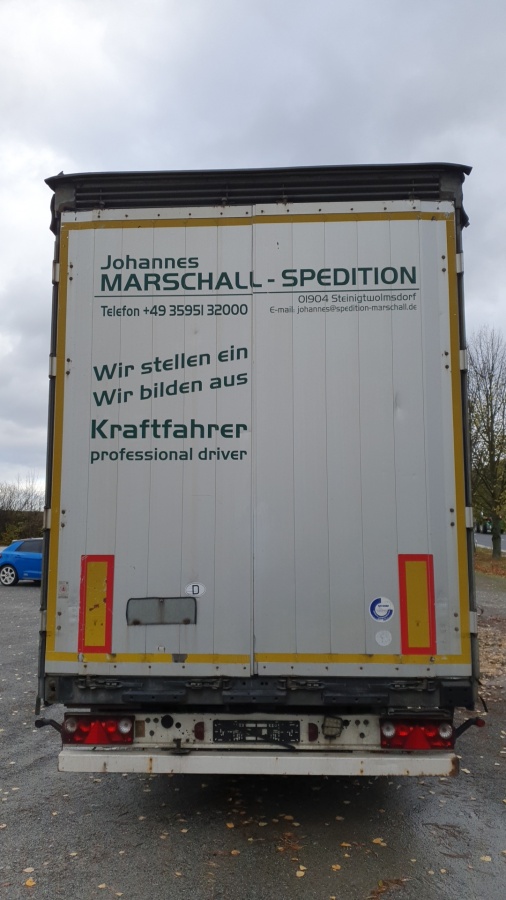 Johannes
MARSCHALL - SPEDITION
Telefon +49 35951 32000
01904 Steinigtwolmsdorf
E-mail: johannes@spedition-marschall.de
Wir stellen ein
Wir bilden aus
Kraftfahrer
professional driver
D